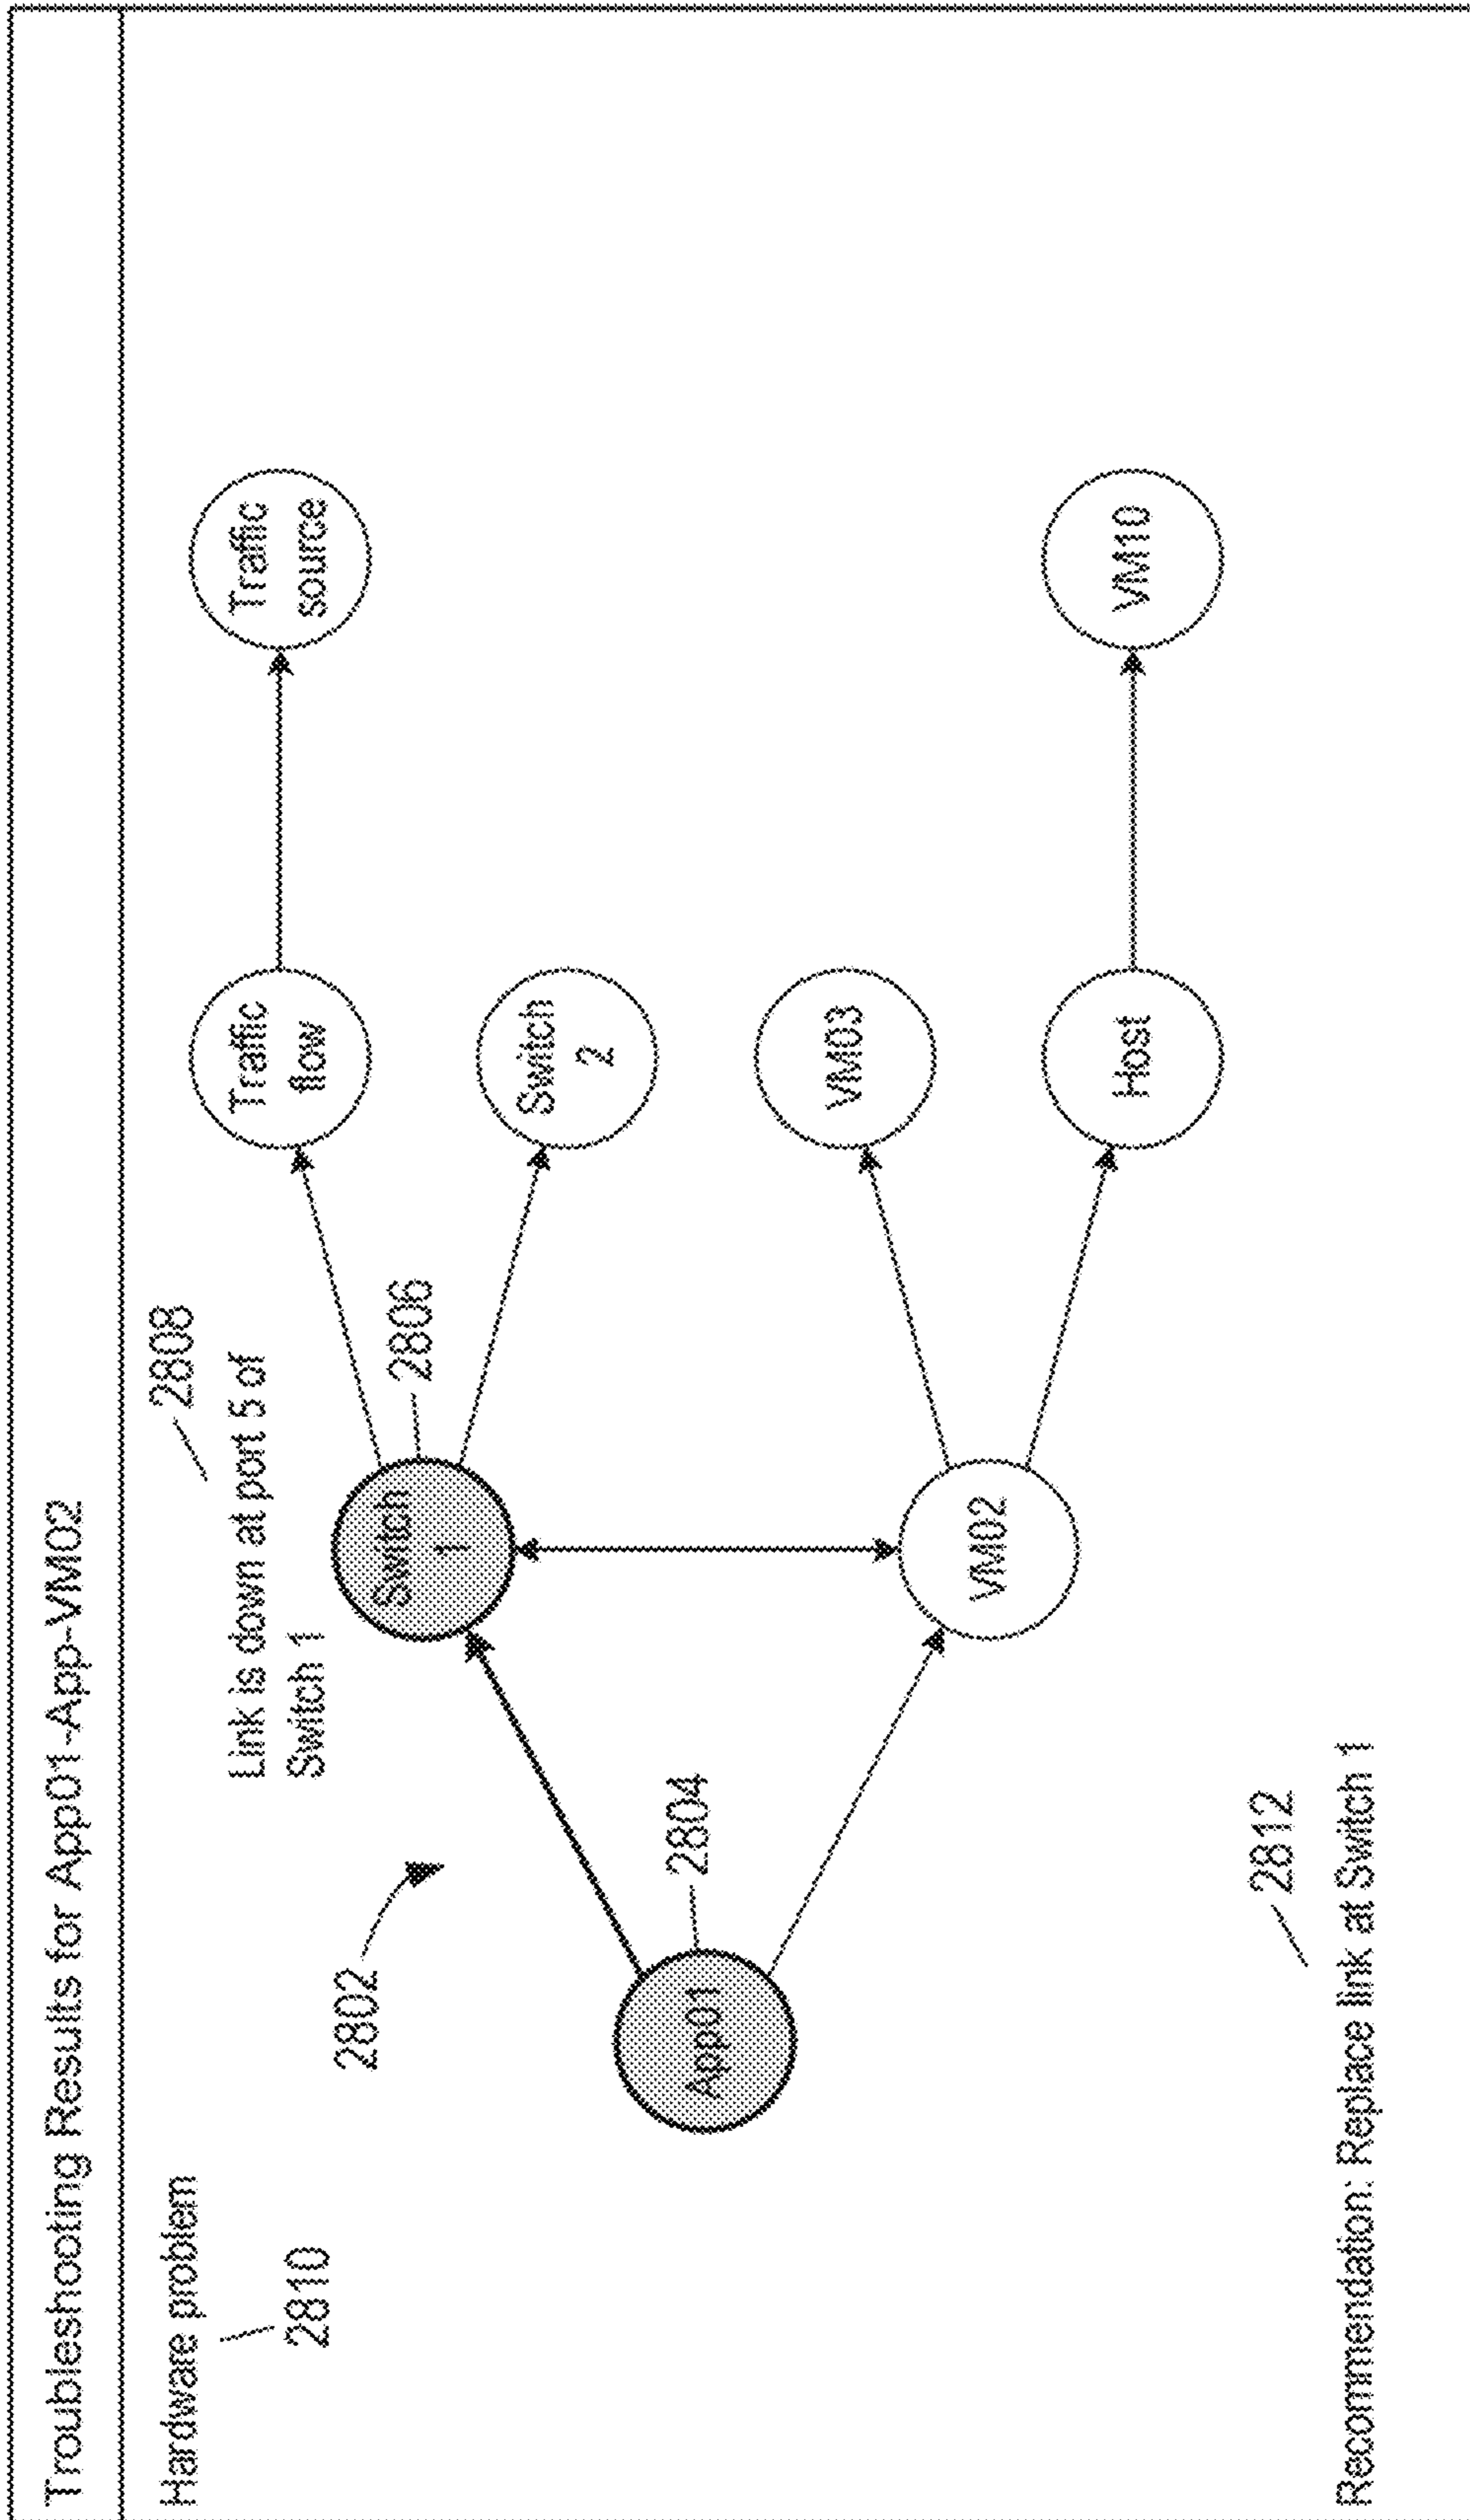 Troubleshooting Results for App01-App-VM02
Hardware problem
2810
2808
Link is down at port 5 of
Switch 1
2802
2804
2806
App01
Switch
1
VM02
Traffic
flow
Switch
2
VM03
Host
Traffic
source
VM10
2812
Recommendation: Replace link at Switch 1